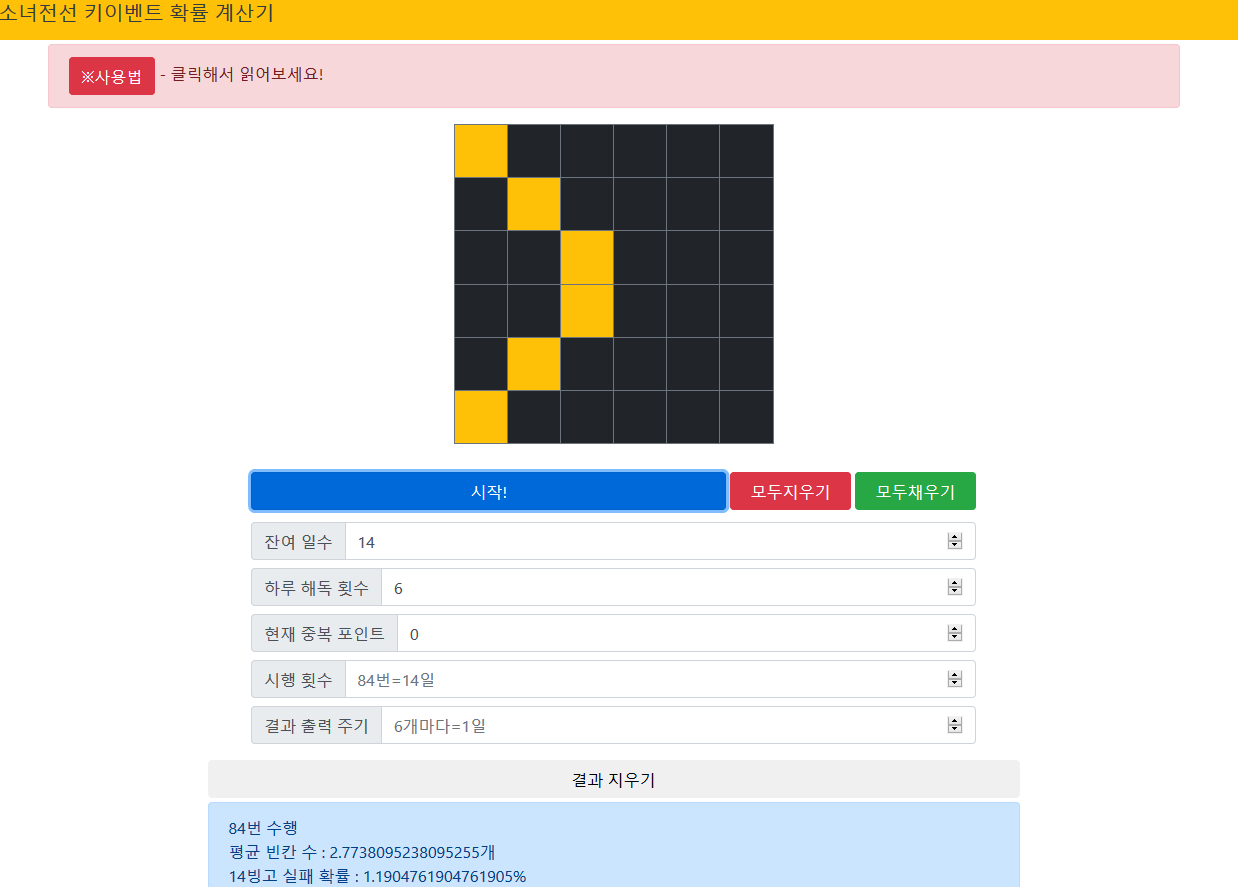 소녀전선 키이벤트 확률 계산기
※사용법 - 클릭해서 읽어보세요!
시작! 모두지우기 모두채우기
잔여 일수 14
하루 해독 횟수 6
현재 중복 포인트 0
시행 횟수 84번=14일
결과 출력 주기 6개마다=1일
결과 지우기
84번 수행
평균 빈칸 수 : 2.7738095238095255개
14빙고 실패 확률 : 1.190476190476 1905%